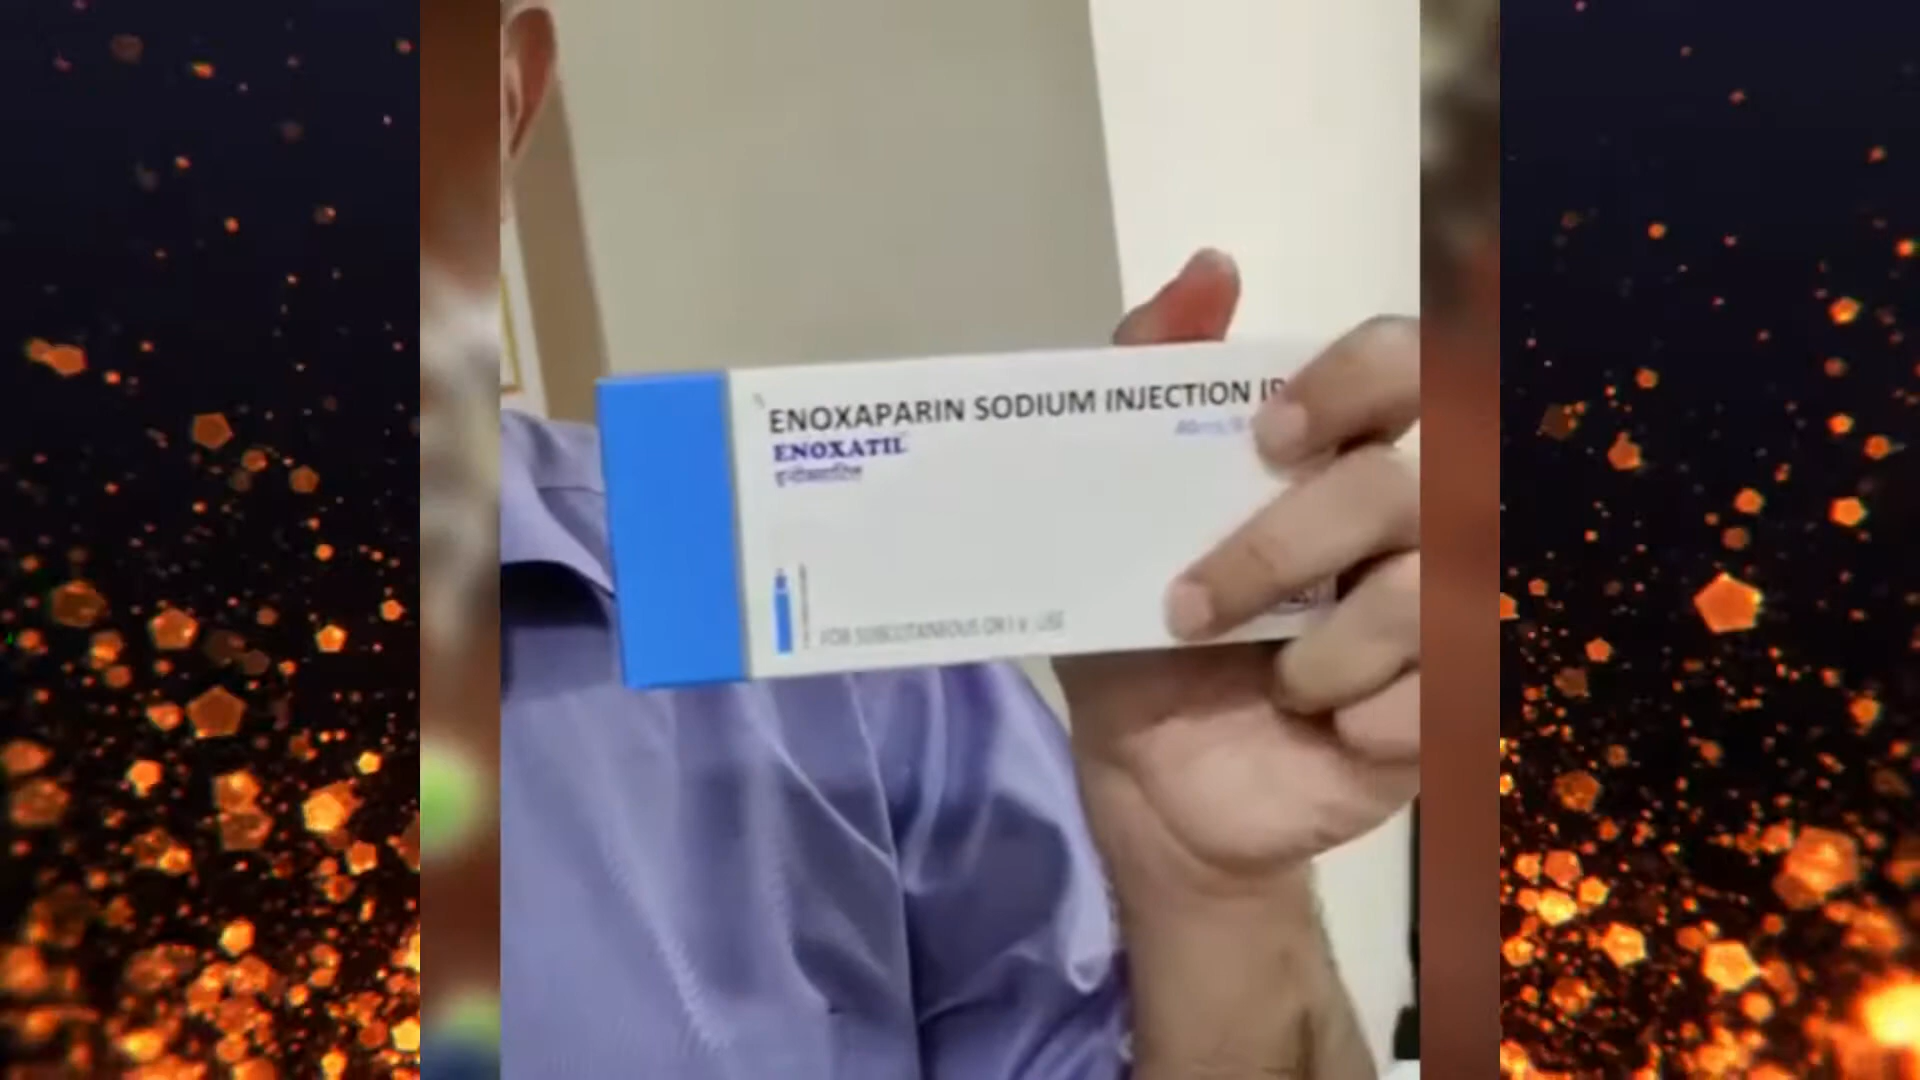 ENOXAPARIN SODIUM INJECTION IP
ENOXATIL
FOR SUBCUTANEOUS OR I.V. USE